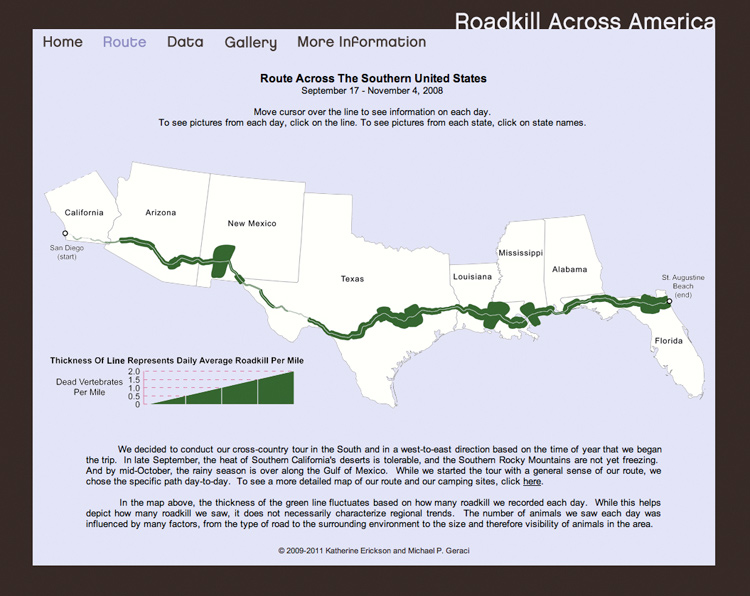 Roadkill Across America
Home Route Data Gallery More Information
Route Across The Southern United States
September 17 - November 4, 2008
Move cursor over the line to see information on each day.
To see pictures from each day, click on the line. To see pictures from each state, click on state names.
California
Arizona
New Mexico
Texas
Louisiana
Mississippi
Alabama
Florida
San Diego
(start)
St. Augustine
Beach
(end)
Thickness Of Line Represents Daily Average Roadkill Per Mile
Dead Vertebrates
Per Mile
2.0
1.5
1.0
0.5
0
We decided to conduct our cross-country tour in the South and in a west-to-east direction based on the time of year that we began
the trip. In late September, the heat of Southern California's deserts is tolerable, and the Southern Rocky Mountains are not yet freezing.
And by mid-October, the rainy season is over along the Gulf of Mexico. While we started the tour with a general sense of our route, we
chose the specific path day-to-day. To see a more detailed map of our route and our camping sites, click here.
In the map above, the thickness of the green line fluctuates based on how many roadkill we recorded each day. While this helps
depict how many roadkill we saw, it does not necessarily characterize regional trends. The number of animals we saw each day was
influenced by many factors, from the type of road to the surrounding environment to the size and therefore visibility of animals in the area.
© 2009-2011 Katherine Erickson and Michael P. Geraci